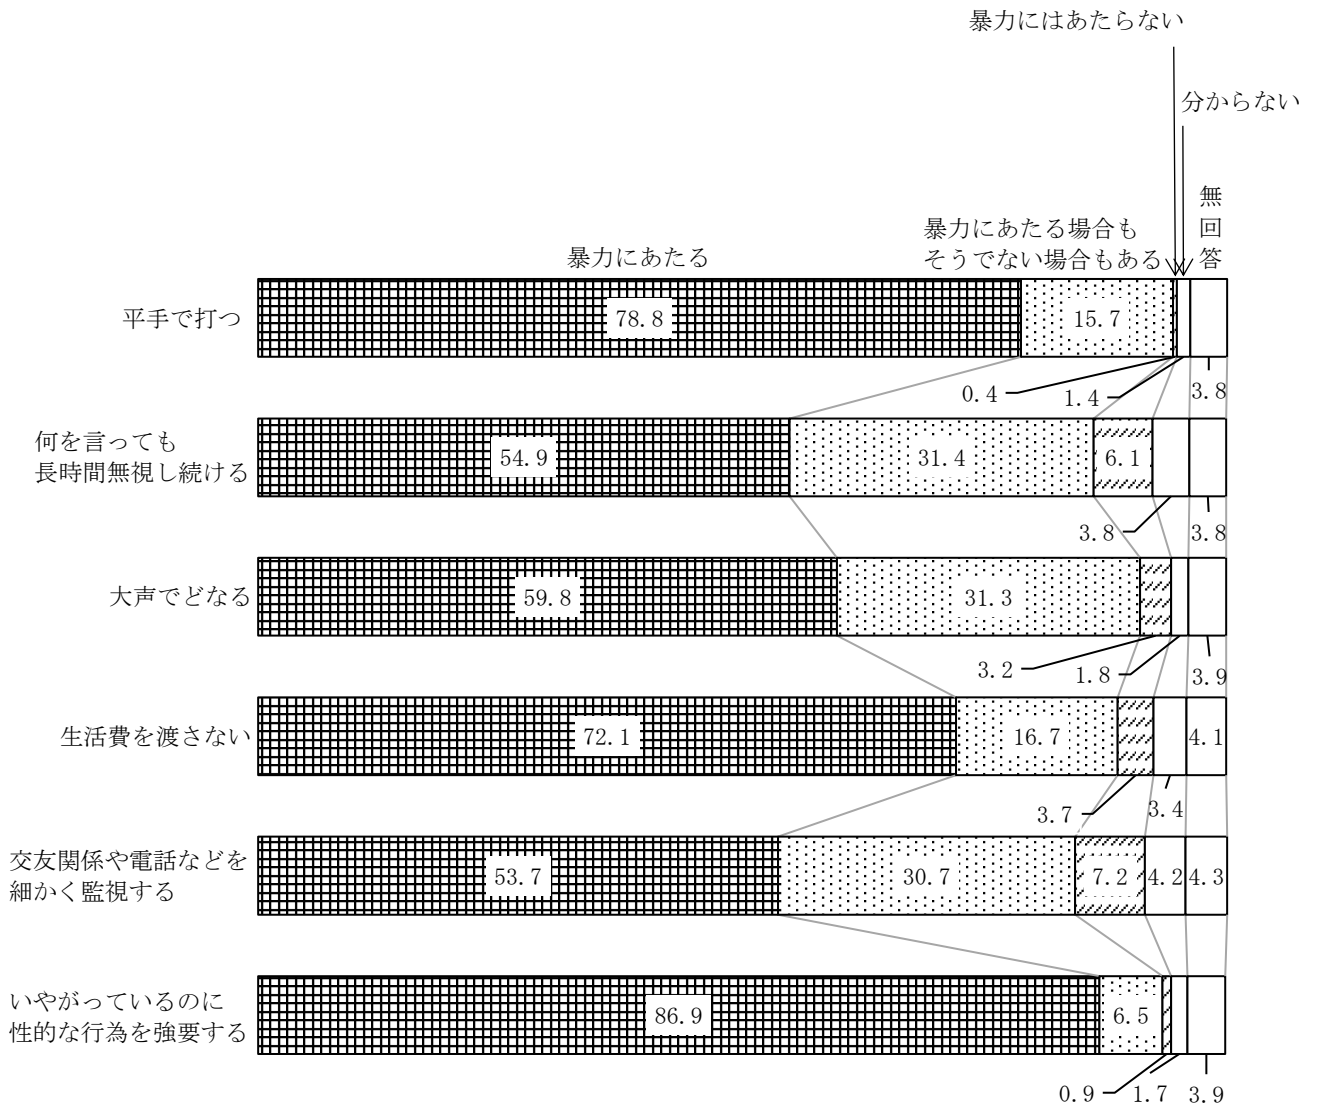 暴力にはあたらない
分からない
無回答
暴力にあたる場合も
そうでない場合もある
暴力にあたる
平手で打つ
78.8
15.7
0.4
1.4
3.8
何を言っても
長時間無視し続ける
54.9
31.4
6.1
3.8
3.8
大声でどなる
59.8
31.3
3.2
1.8
3.9
生活費を渡さない
72.1
16.7
3.7
3.4
4.1
交友関係や電話などを
細かく監視する
53.7
30.7
7.2
4.2
4.3
いやがっているのに
性的な行為を強要する
86.9
6.5
0.9
1.7
3.9